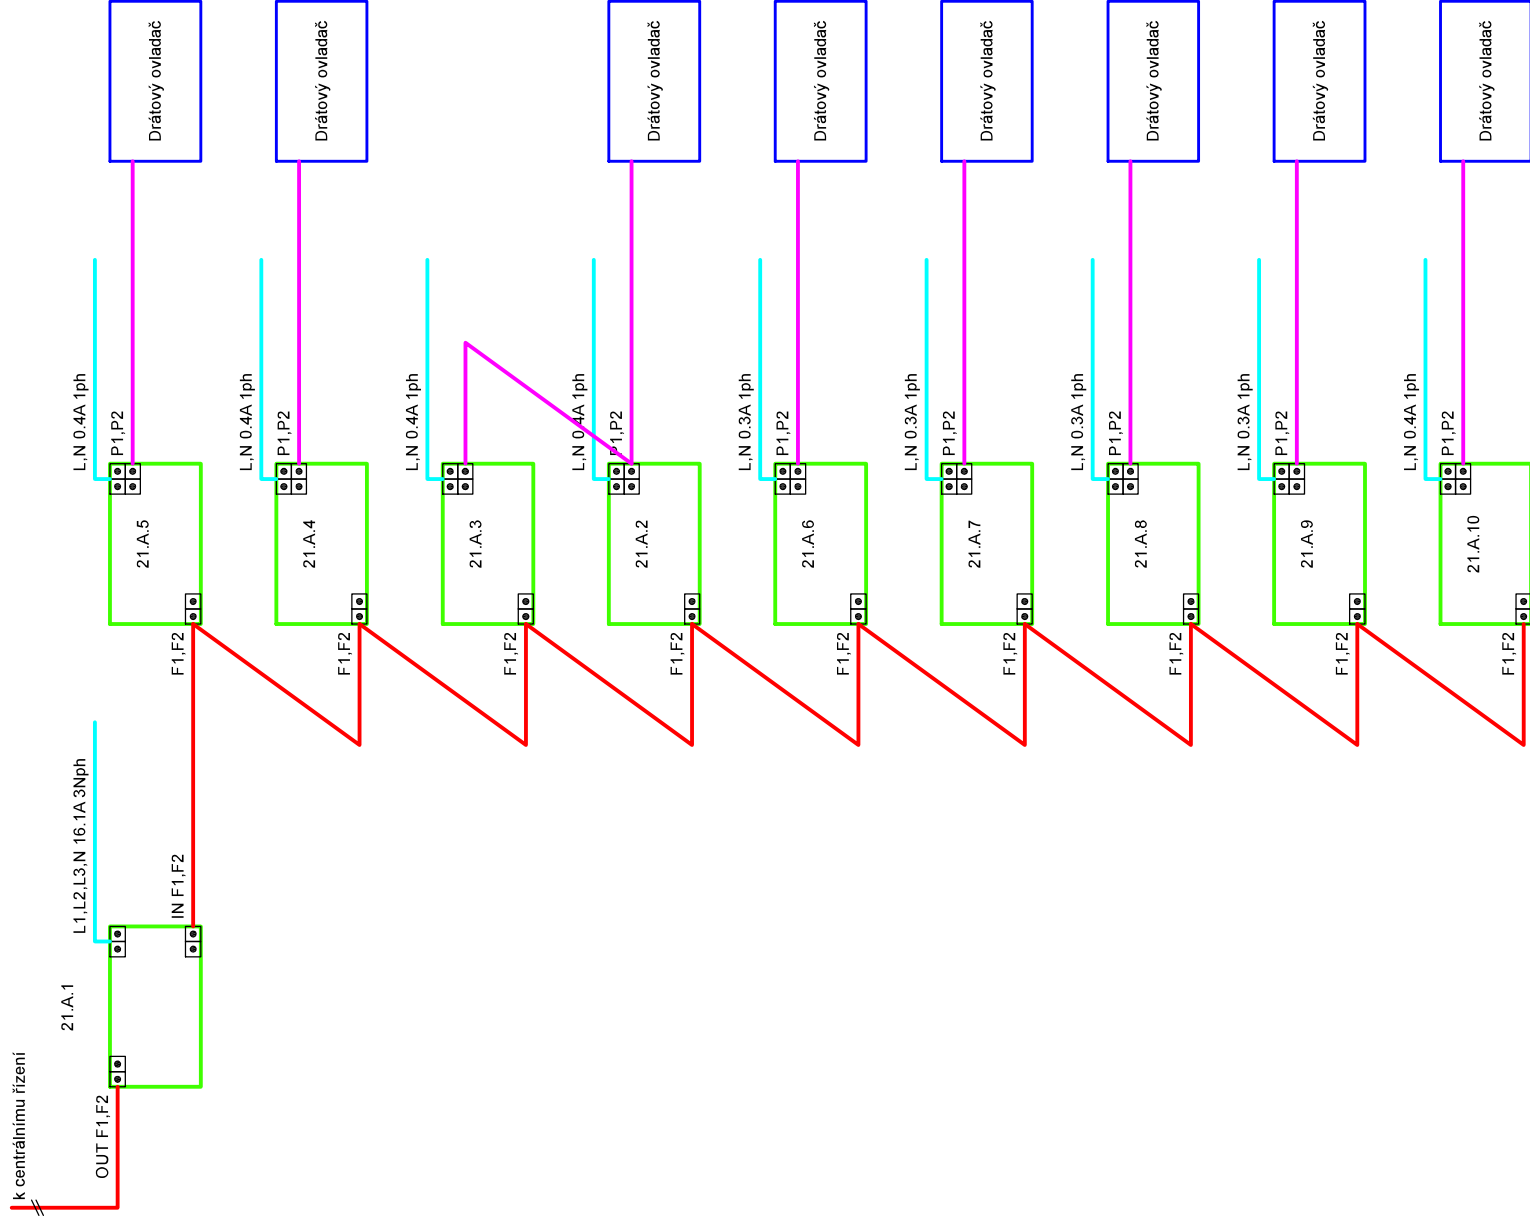 Drátový ovladač
Drátový ovladač
Drátový ovladač
Drátový ovladač
Drátový ovladač
Drátový ovladač
Drátový ovladač
Drátový ovladač
L,N 0.4A 1ph
P1,P2
L,N 0.4A 1ph
P1,P2
L,N 0.4A 1ph
L,N 0.4A 1ph
P1,P2
L,N 0.3A 1ph
P1,P2
L,N 0.3A 1ph
P1,P2
L,N 0.3A 1ph
P1,P2
L,N 0.3A 1ph
P1,P2
L,N 0.4A 1ph
P1,P2
21.A.5
21.A.4
21.A.3
21.A.2
21.A.6
21.A.7
21.A.8
21.A.9
21.A.10
F1,F2
F1,F2
F1,F2
F1,F2
F1,F2
F1,F2
F1,F2
F1,F2
F1,F2
L1,L2,L3,N 16.1A 3Nph
IN F1,F2
21.A.1
OUT F1,F2
k centrálnímu řízení